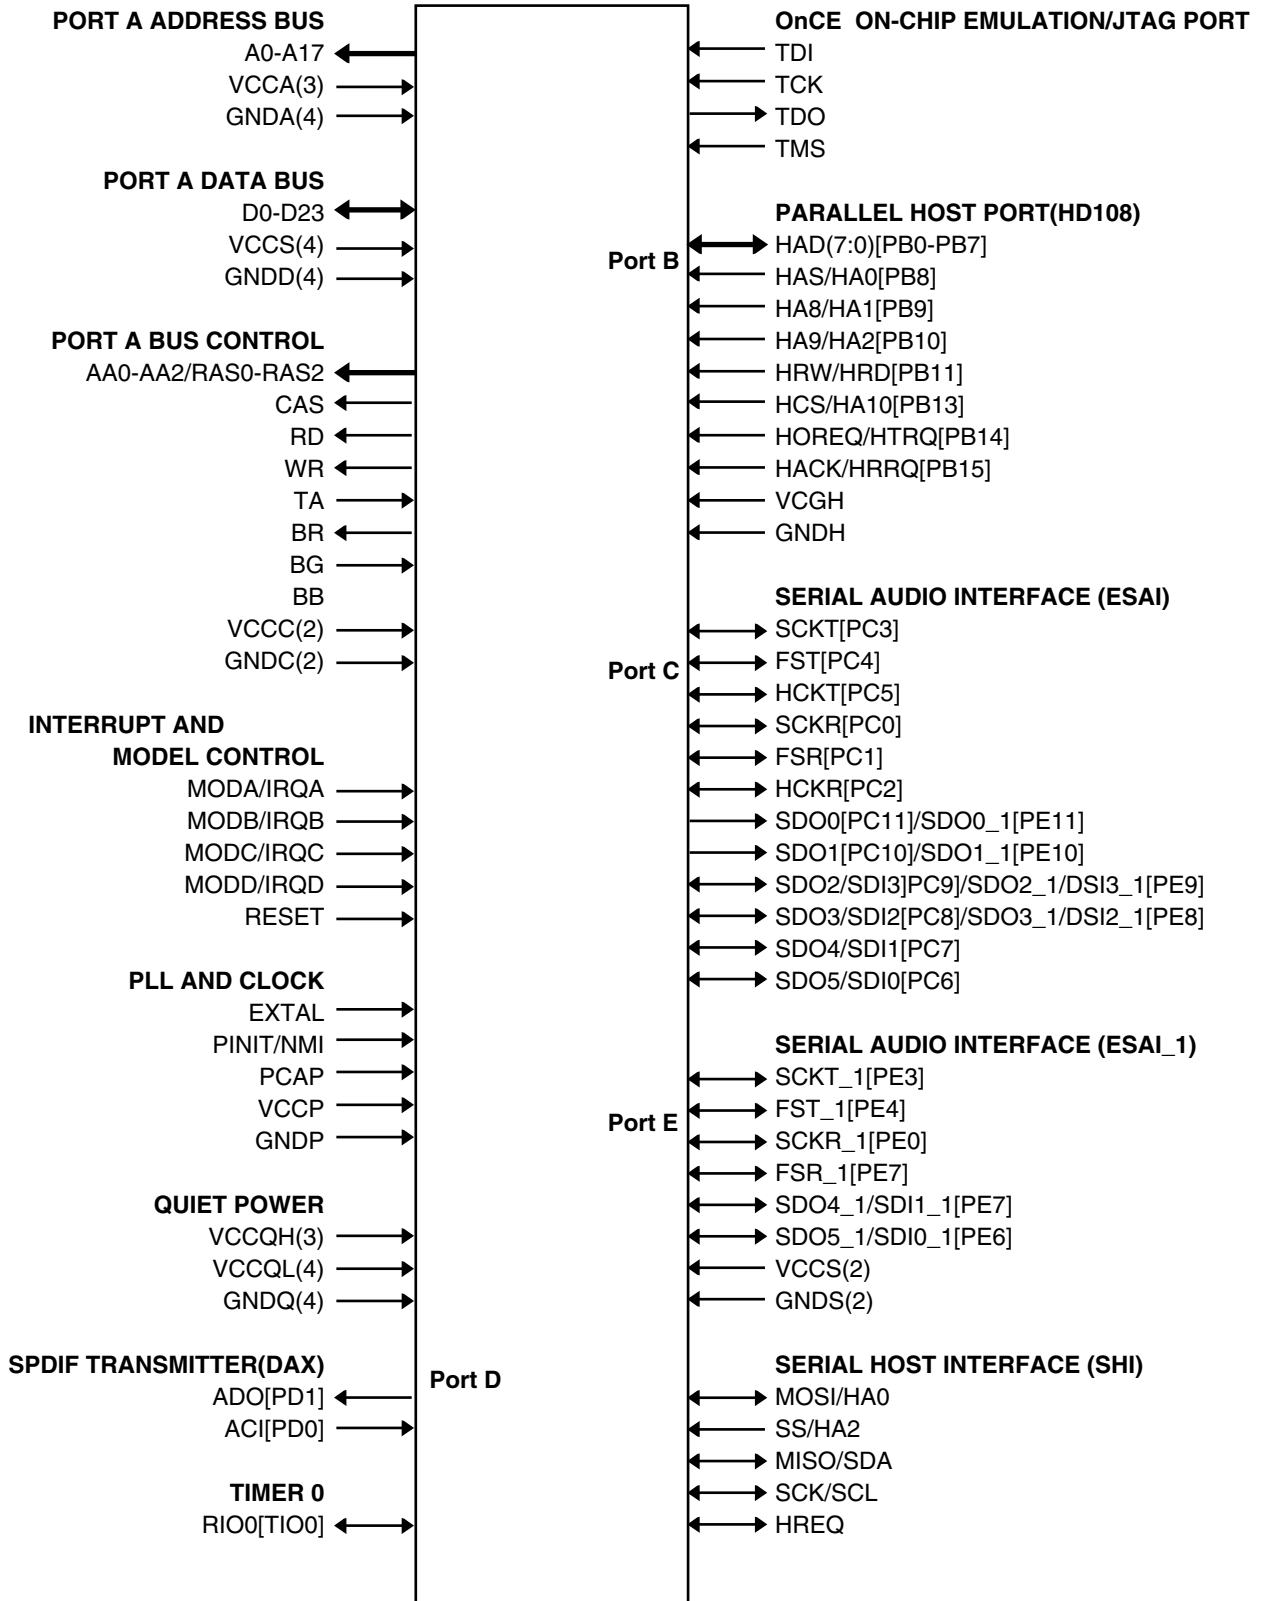 PORT A ADDRESS BUS
A0-A17
VCCA(3)
GNDA(4)
PORT A DATA BUS
D0-D23
VCCS(4)
GNDD(4)
PORT A BUS CONTROL
AA0-AA2/RAS0-RAS2
CAS
RD
WR
TA
BR
BG
BB
VCCC(2)
GNDC(2)
INTERRUPT AND
MODEL CONTROL
MODA/IRQA
MODB/IRQB
MODC/IRQC
MODD/IRQD
RESET
PLL AND CLOCK
EXTAL
PINIT/NMI
PCAP
VCCP
GNDP
QUIET POWER
VCCQH(3)
VCCQL(4)
GNDQ(4)
SPDIF TRANSMITTER(DAX)
ADO[PD1]
ACI[PD0]
TIMER 0
RIO0[TIO0]
Port D
Port B
Port C
Port E
OnCE ON-CHIP EMULATION/JTAG PORT
TDI
TCK
TDO
TMS
PARALLEL HOST PORT(HD108)
HAD(7:0)[PB0-PB7]
HAS/HA0[PB8]
HA8/HA1[PB9]
HA9/HA2[PB10]
HRW/HRD[PB11]
HCS/HA10[PB13]
HOREQ/HTRQ[PB14]
HACK/HRRQ[PB15]
VCGH
GNDH
SERIAL AUDIO INTERFACE (ESAI)
SCKT[PC3]
FST[PC4]
HCKT[PC5]
SCKR[PC0]
FSR[PC1]
HCKR[PC2]
SDO0[PC11]/SDO0_1[PE11]
SDO1[PC10]/SDO1_1[PE10]
SDO2/SDI3]PC9]/SDO2_1/DSI3_1[PE9]
SDO3/SDI2[PC8]/SDO3_1/DSI2_1[PE8]
SDO4/SDI1[PC7]
SDO5/SDI0[PC6]
SERIAL AUDIO INTERFACE (ESAI_1)
SCKT_1[PE3]
FST_1[PE4]
SCKR_1[PE0]
FSR_1[PE7]
SDO4_1/SDI1_1[PE7]
SDO5_1/SDI0_1[PE6]
VCCS(2)
GNDS(2)
SERIAL HOST INTERFACE (SHI)
MOSI/HA0
SS/HA2
MISO/SDA
SCK/SCL
HREQ